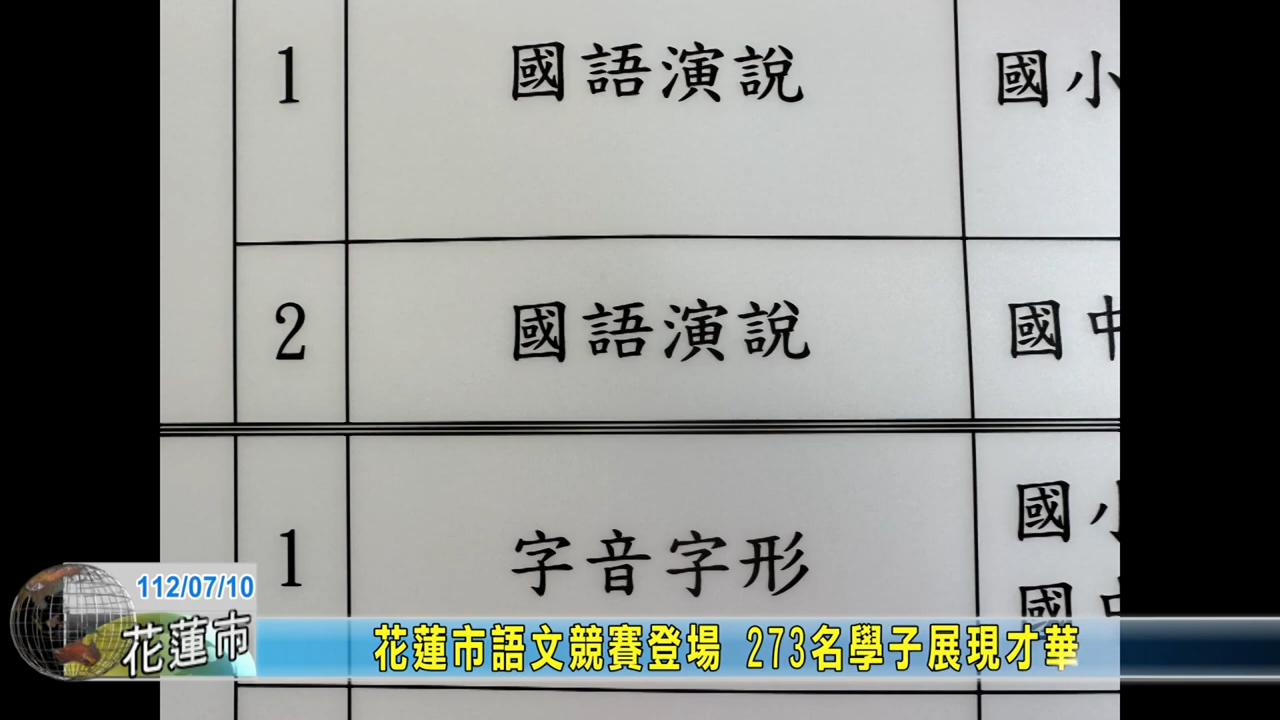 1 國語演說 國小
2 國語演說 國中
1 字音字形 國小
國中
112/07/10
花蓮市
花蓮市語文競賽登場 273名學子展現才華